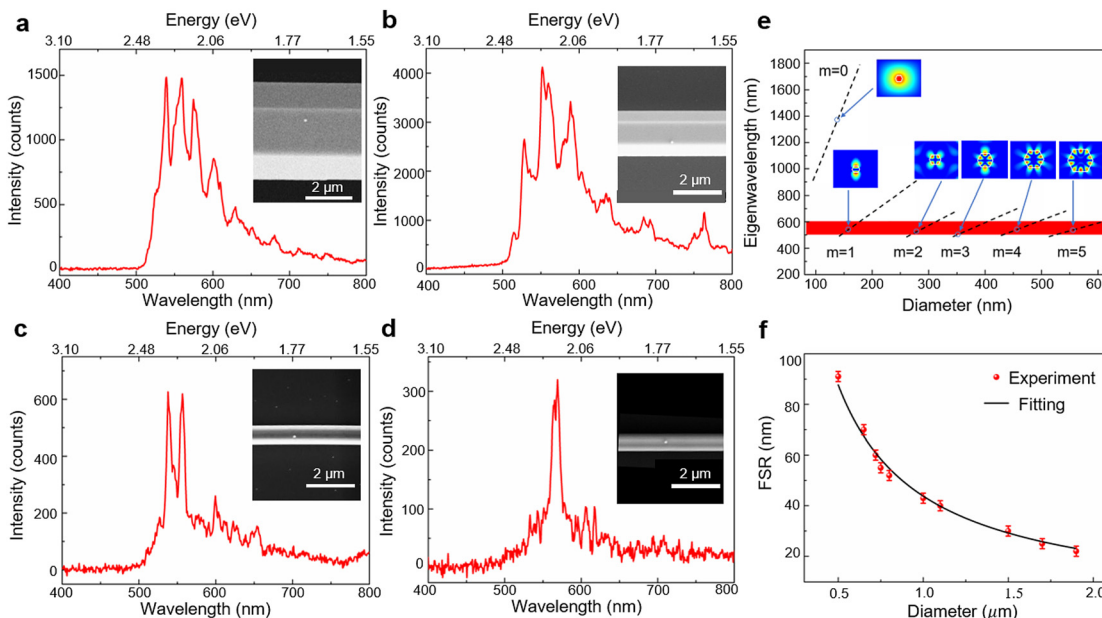 a
Energy (eV)
3.10 2.48 2.06 1.77 1.55
Intensity (counts)
1500
1000
500
0
2 µm
400 500 600 700 800
Wavelength (nm)
b
Energy (eV)
3.10 2.48 2.06 1.77 1.55
Intensity (counts)
4000
3000
2000
1000
0
2 µm
400 500 600 700 800
Wavelength (nm)
e
Eigenwavelength (nm)
1800
1600
1400
1200
1000
800
600
400
200
m=0
m=1 m=2 m=3 m=4 m=5
100 200 300 400 500
Diameter (nm)
c
Energy (eV)
3.10 2.48 2.06 1.77 1.55
Intensity (counts)
600
400
200
0
2 µm
400 500 600 700 800
Wavelength (nm)
d
Energy (eV)
3.10 2.48 2.06 1.77 1.55
Intensity (counts)
300
200
100
0
2 µm
400 500 600 700 800
Wavelength (nm)
f
FSR (nm)
100
80
60
40
20
Experiment
Fitting
0.5 1.0 1.5 2.0
Diameter (µm)